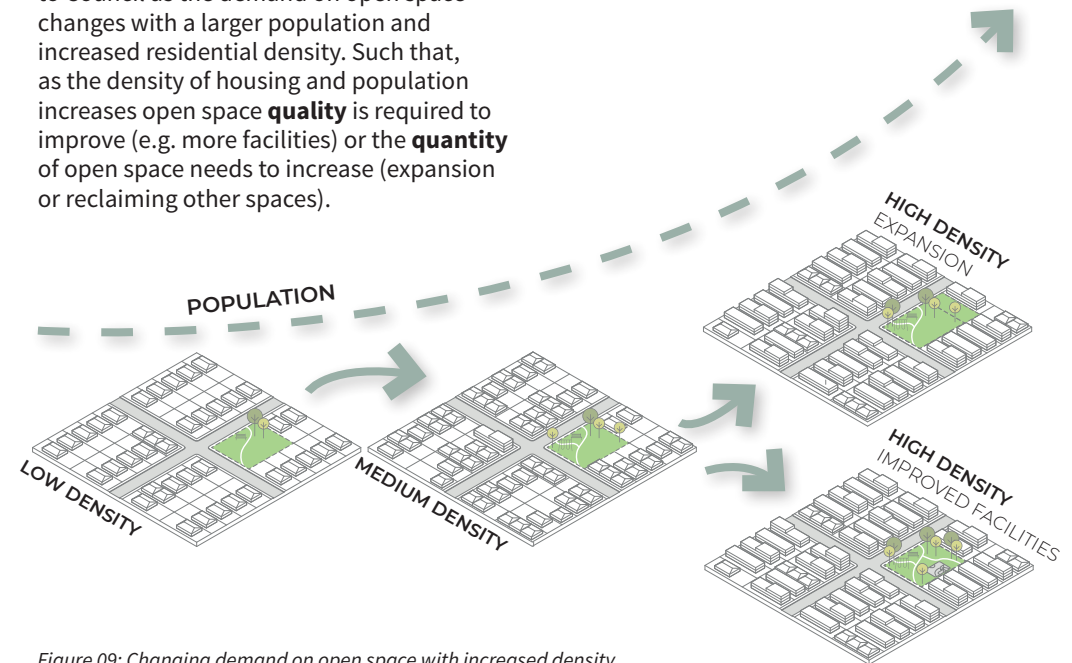 to Council as the demand on open space
changes with a larger population and
increased residential density. Such that,
as the density of housing and population
increases open space quality is required to
improve (e.g. more facilities) or the quantity
of open space needs to increase (expansion
or reclaiming other spaces).
POPULATION
LOW DENSITY
MEDIUM DENSITY
HIGH DENSITY
EXPANSION
HIGH DENSITY
IMPROVED FACILITIES
Figure 09: Changing demand on open space with increased density